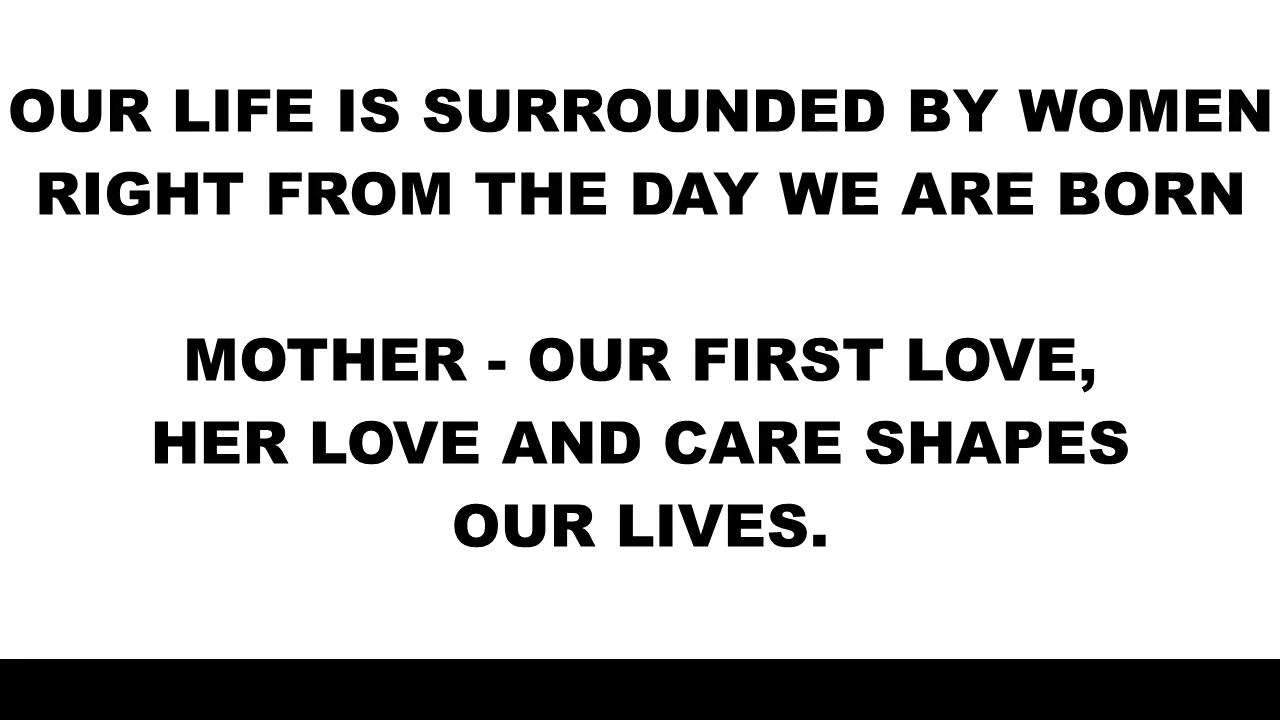 OUR LIFE IS SURROUNDED BY WOMEN
RIGHT FROM THE DAY WE ARE BORN
MOTHER - OUR FIRST LOVE,
HER LOVE AND CARE SHAPES
OUR LIVES.